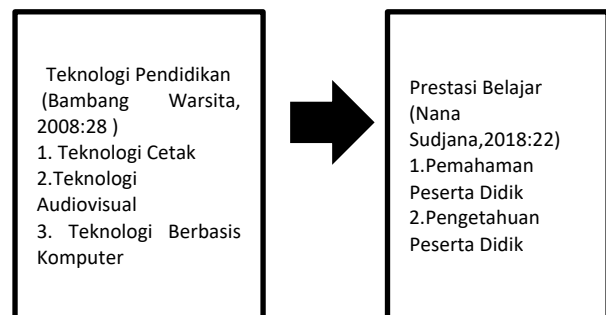 Teknologi Pendidikan
(Bambang Warsita,
2008:28 )
1. Teknologi Cetak
2.Teknologi
Audiovisual
3. Teknologi Berbasis
Komputer
Prestasi Belajar
(Nana
Sudjana,2018:22)
1.Pemahaman
Peserta Didik
2.Pengetahuan
Peserta Didik